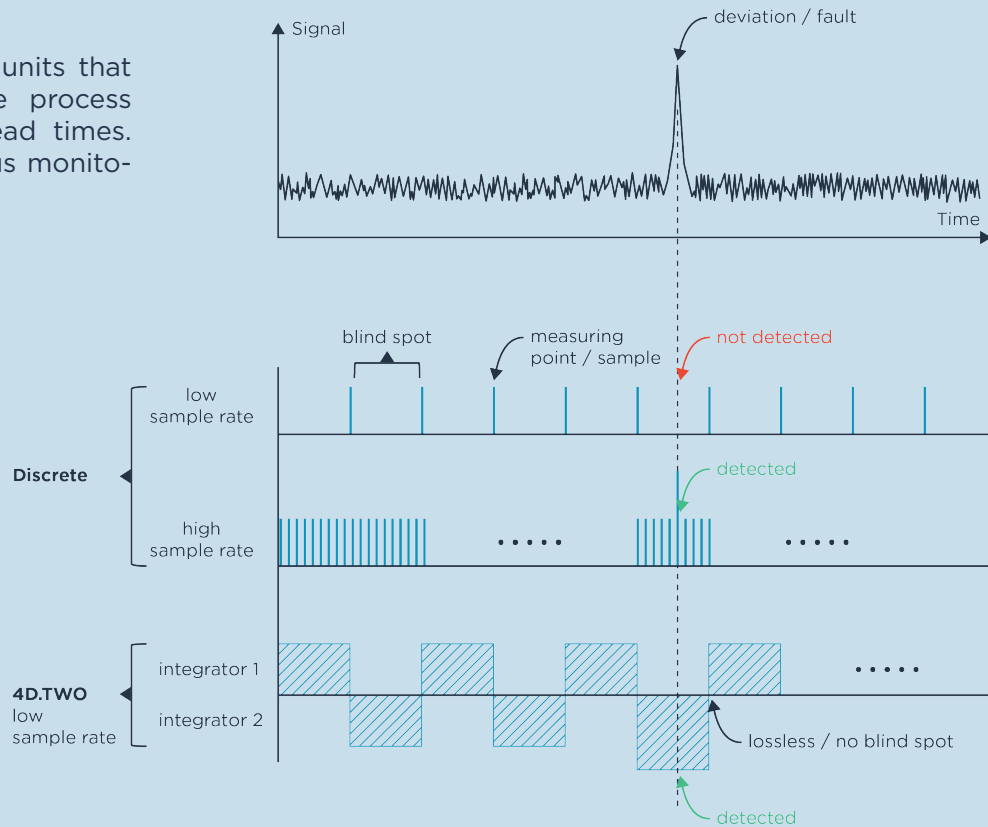 units that
process
ead times.
us monito-
Signal
deviation / fault
Time
blind spot
measuring
point / sample
not detected
low
sample rate
Discrete
detected
high
sample rate
integrator 1
4D.TWO
low
sample rate
integrator 2
lossless / no blind spot
detected